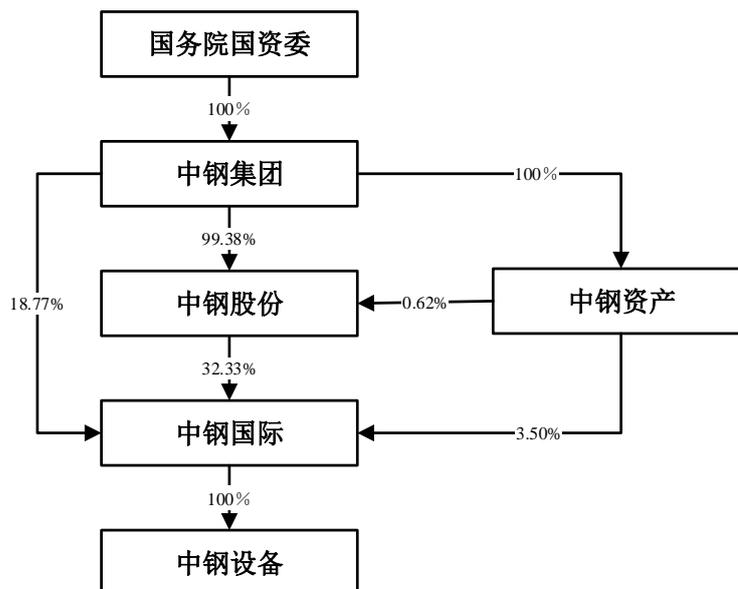 国务院国资委
100%
中钢集团
100%
99.38%
18.77%
中钢股份
0.62%
中钢资产
32.33%
中钢国际
3.50%
100%
中钢设备